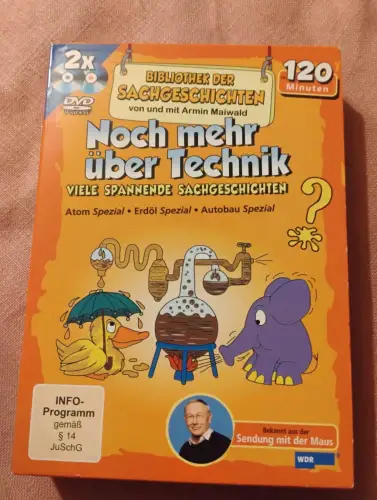 2x
DVD
BIBLIOTHEK DER
SACHGESCHICHTEN
von und mit Armin Maiwald
120
Minuten
Noch mehr
über Technik
VIELE SPANNENDE SACHGESCHICHTEN
Atom Spezial • Erdöl Spezial • Autobau Spezial
?
INFO-
Programm
gemäß
§ 14
JuSchG
Bekannt aus der
Sendung mit der Maus
WDR